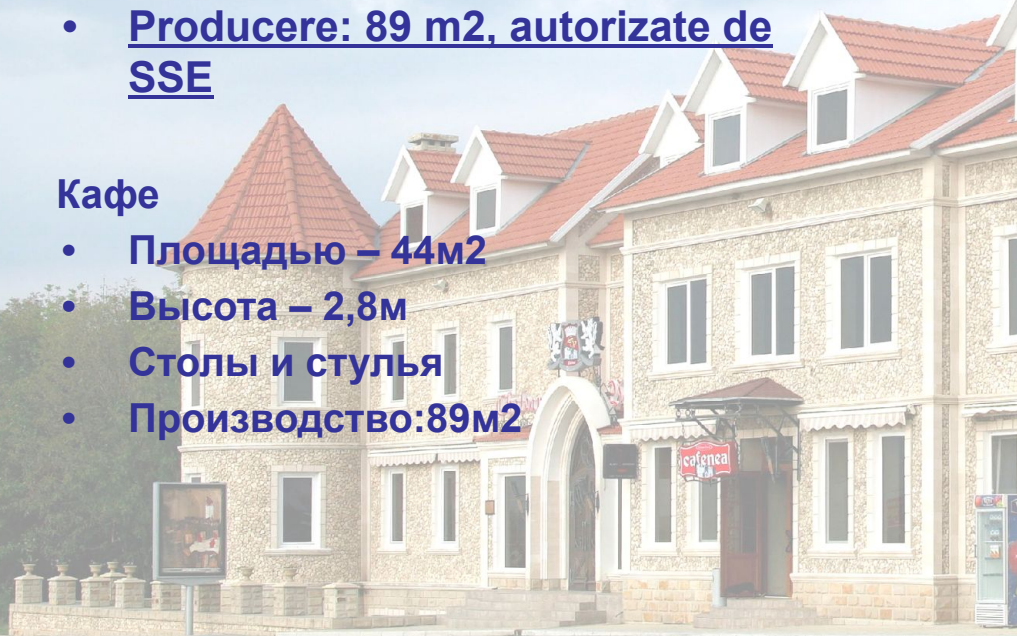 • Producere: 89 m2, autorizate de
SSE
Кафе
• Площадью – 44м2
• Высота – 2,8м
• Столы и стулья
• Производство:89м2
cafenea